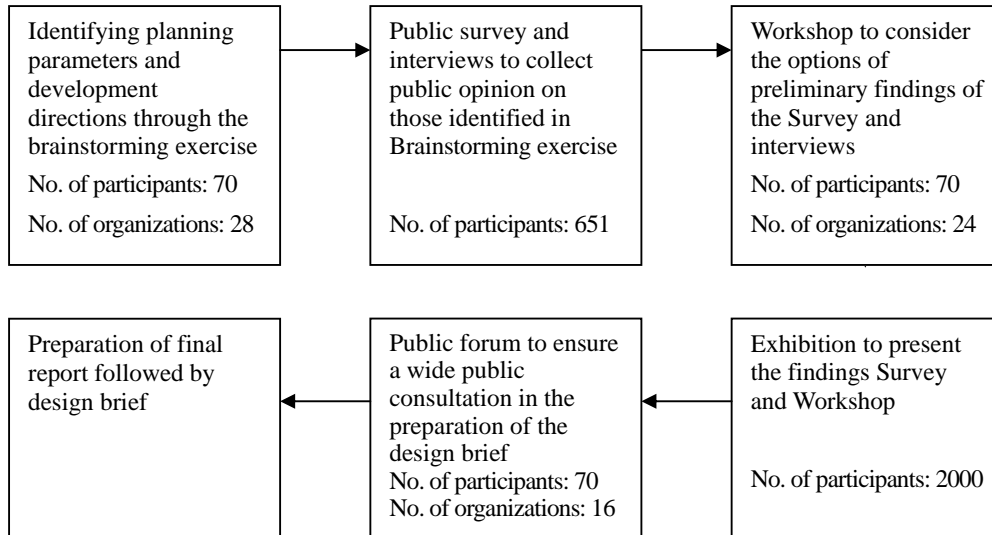 Identifying planning
parameters and
development
directions through the
brainstorming exercise
No. of participants: 70
No. of organizations: 28
Public survey and
interviews to collect
public opinion on
those identified in
Brainstorming exercise
No. of participants: 651
Workshop to consider
the options of
preliminary findings of
the Survey and
interviews
No. of participants: 70
No. of organizations: 24
Exhibition to present
the findings Survey
and Workshop
No. of participants: 2000
Public forum to ensure
a wide public
consultation in the
preparation of the
design brief
No. of participants: 70
No. of organizations: 16
Preparation of final
report followed by
design brief